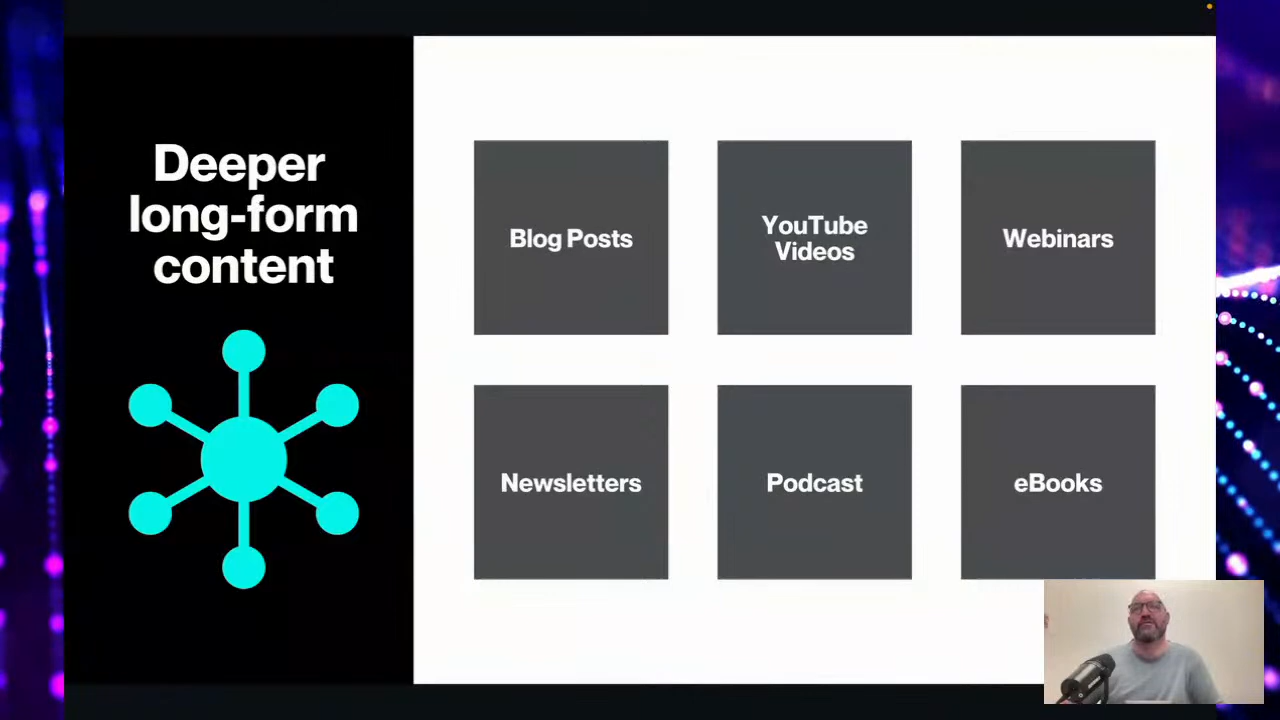 Deeper
long-form
content
Blog Posts
YouTube
Videos
Webinars
Newsletters
Podcast
eBooks